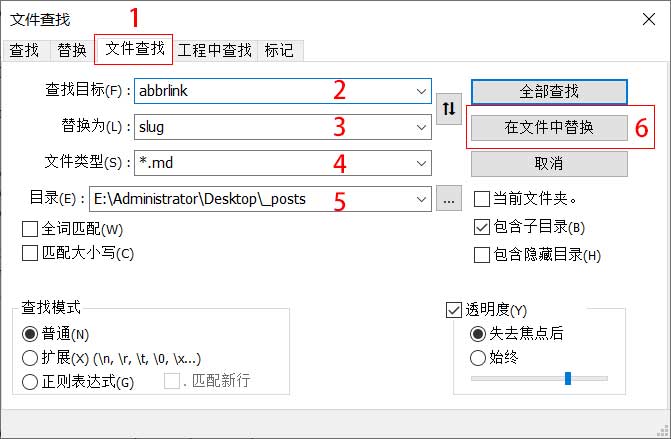 文件查找
1
查找 替换 文件查找 工程中查找 标记
查找目标(F) : abbrlink 2 全部查找
替换为(L) : slug 3 在文件中替换 6
文件类型(S) : *.md 4 取消
目录(E) : E:\Administrator\Desktop\_posts 5 ... 当前文件夹。
全词匹配(W) 包含子目录(B)
匹配大小写(C) 包含隐藏目录(H)
查找模式 透明度(Y)
普通(N) 失去焦点后
扩展(X) (\n, \r, \t, \0, \x...) 始终
正则表达式(G) . 匹配新行